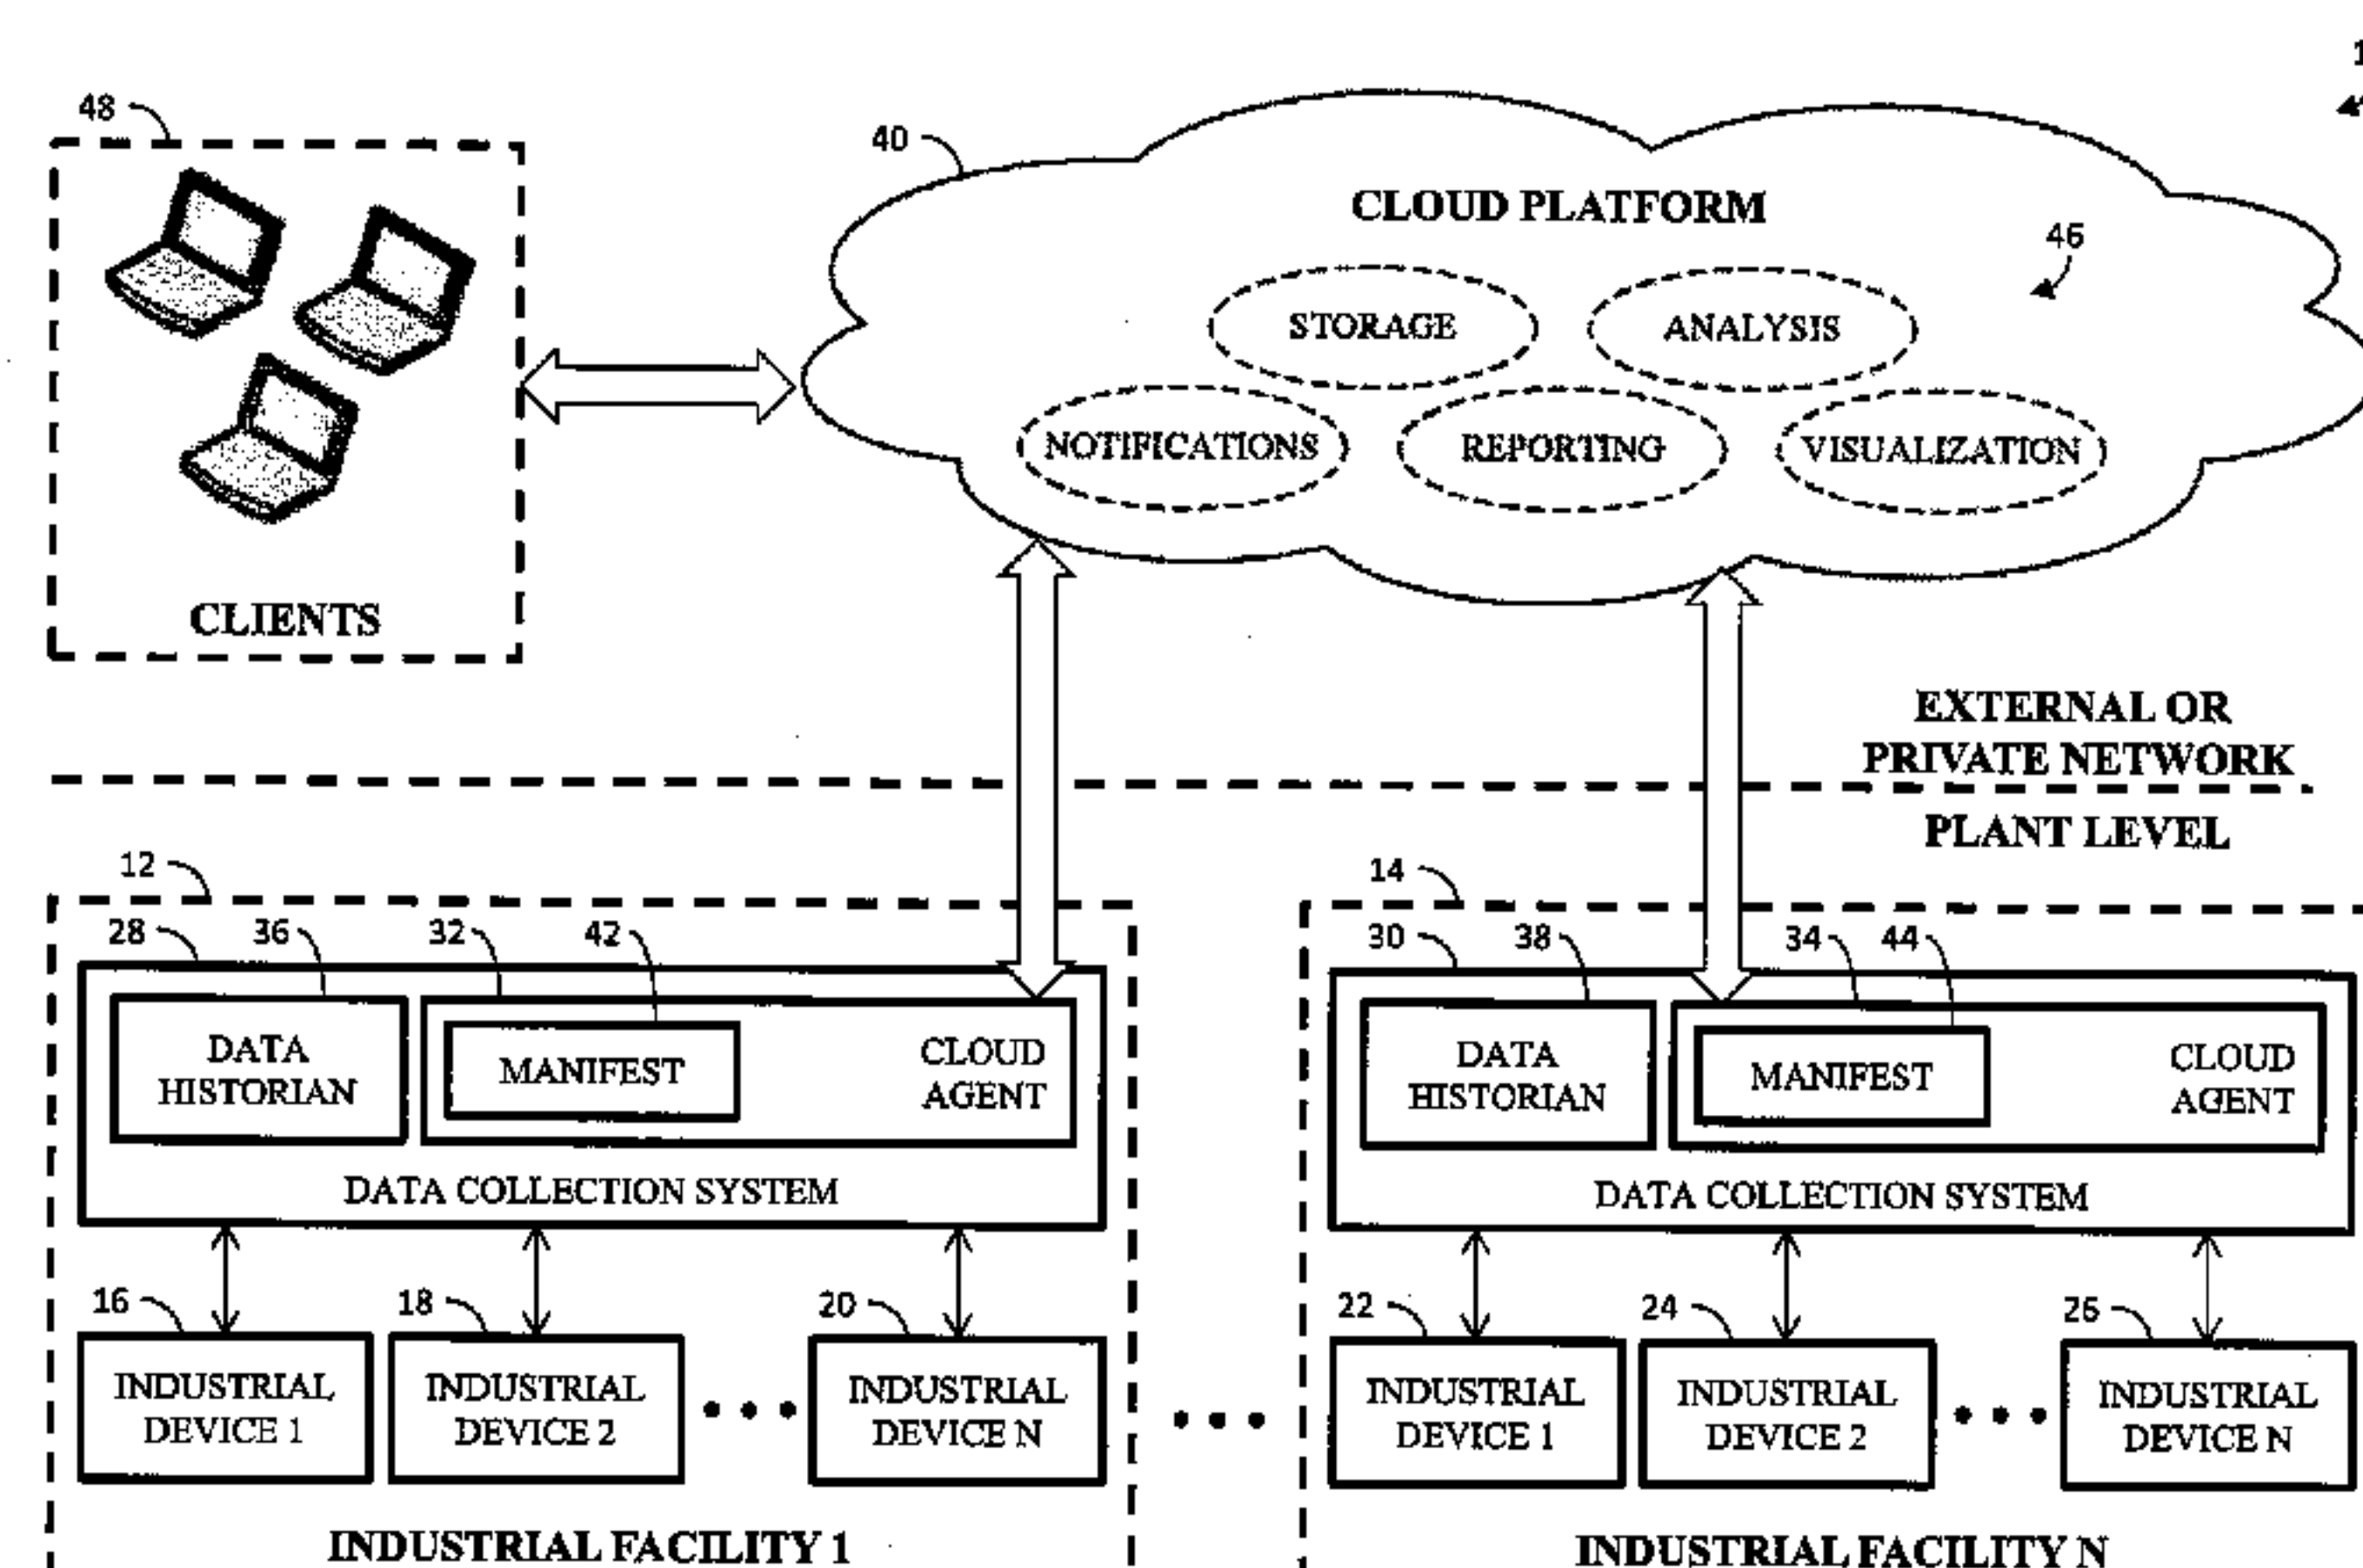 1
48
40
CLOUD PLATFORM
46
STORAGE
ANALYSIS
NOTIFICATIONS
REPORTING
VISUALIZATION
CLIENTS
EXTERNAL OR
PRIVATE NETWORK
PLANT LEVEL
12
28
36
32
42
DATA
HISTORIAN
MANIFEST
CLOUD
AGENT
DATA COLLECTION SYSTEM
16
18
20
INDUSTRIAL
DEVICE 1
INDUSTRIAL
DEVICE 2
INDUSTRIAL
DEVICE N
INDUSTRIAL FACILITY 1
14
30
38
34
44
DATA
HISTORIAN
MANIFEST
CLOUD
AGENT
DATA COLLECTION SYSTEM
22
24
26
INDUSTRIAL
DEVICE 1
INDUSTRIAL
DEVICE 2
INDUSTRIAL
DEVICE N
INDUSTRIAL FACILITY N